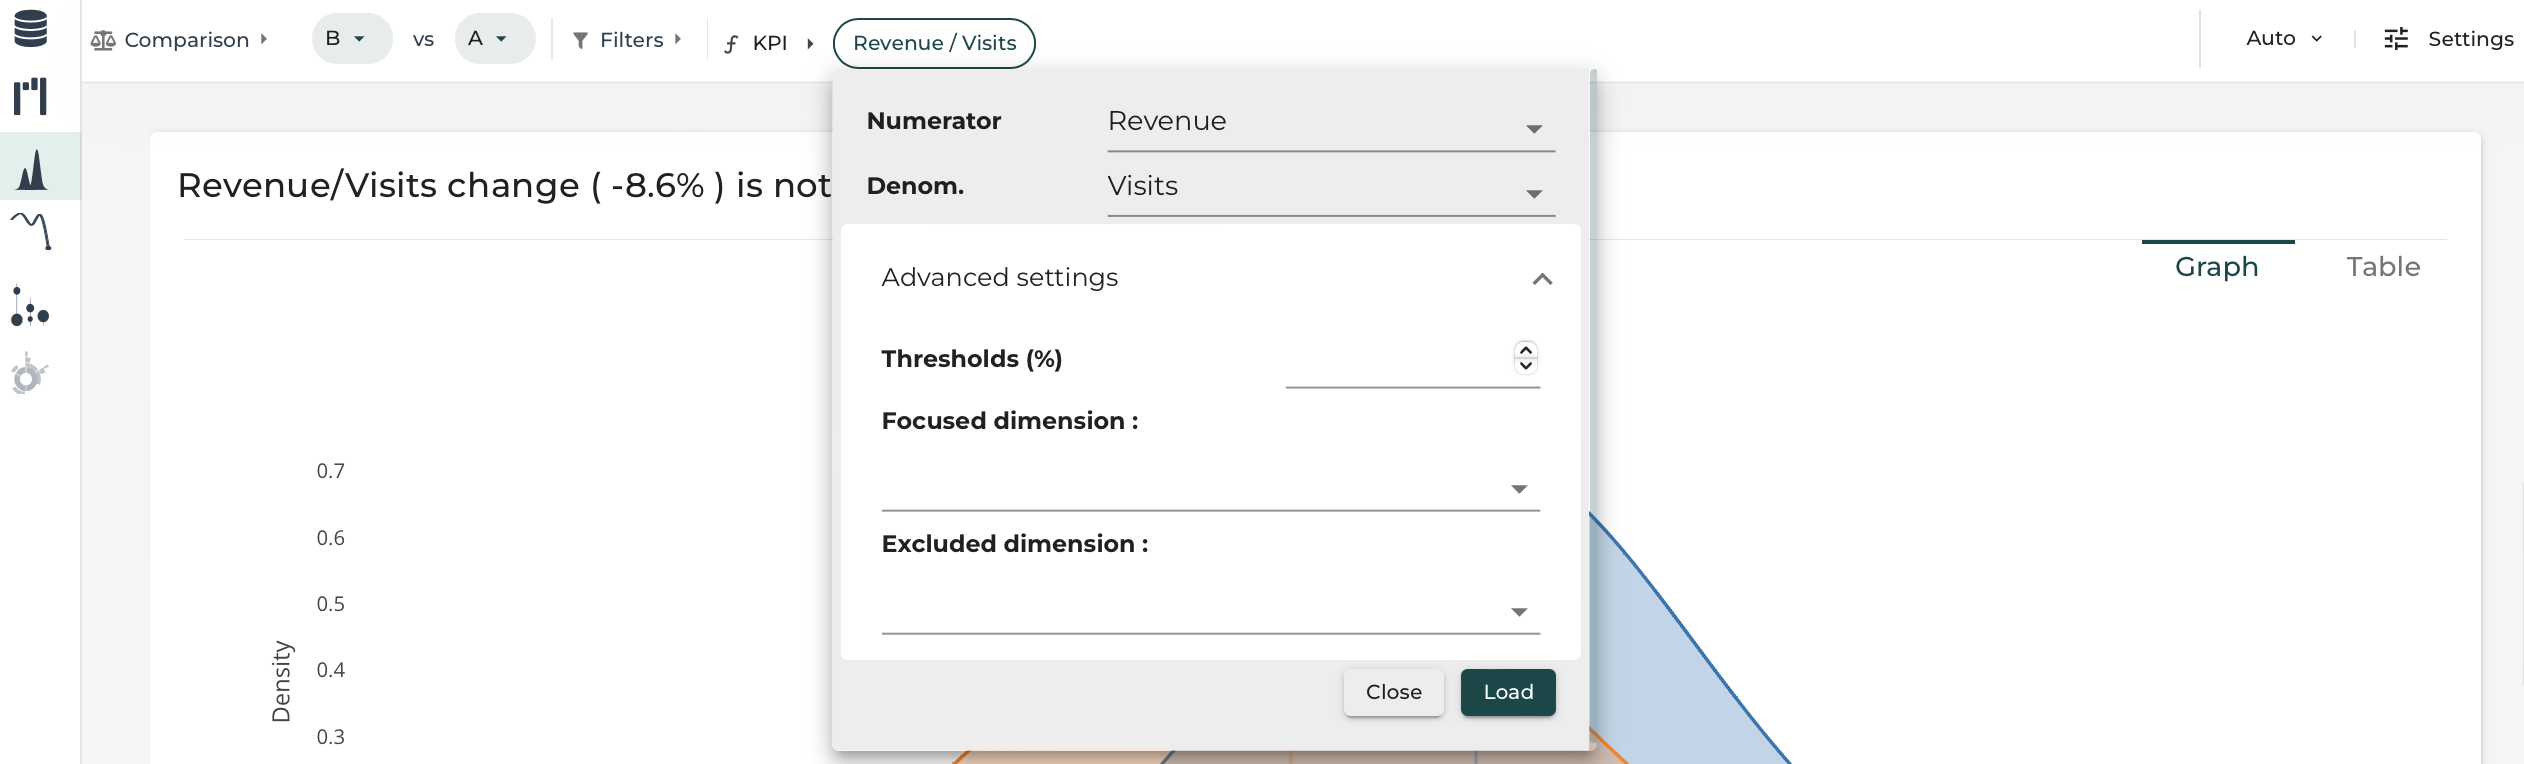 Comparison B vs A Filters KPI Revenue / Visits Auto Settings
Numerator Revenue
Denom. Visits
Revenue/Visits change ( -8.6% ) is not
Graph Table
Advanced settings
Thresholds (%)
Focused dimension :
Excluded dimension :
Close Load
0.7
0.6
0.5
0.4
0.3
Density